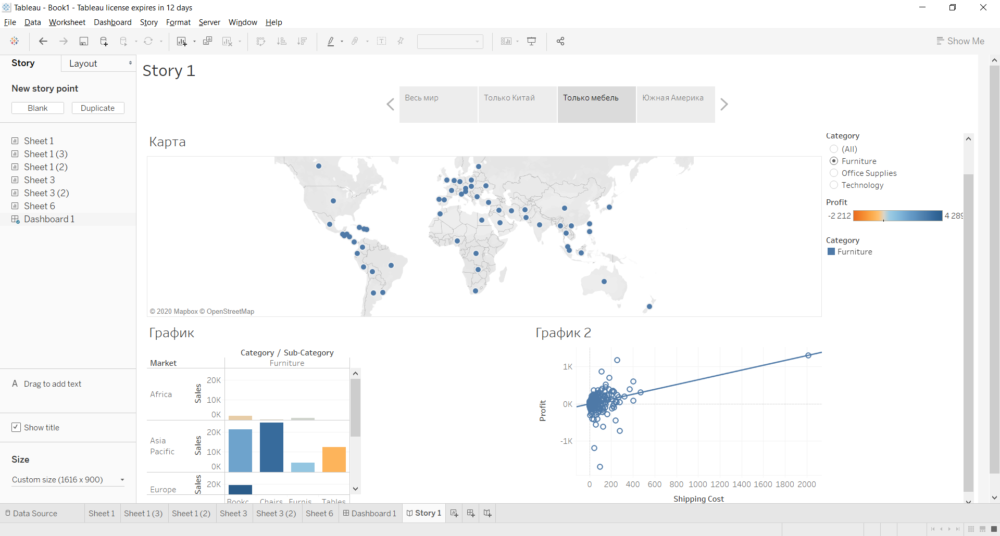 Tableau - Book1 - Tableau license expires in 12 days
File Data Worksheet Dashboard Story Format Server Window Help
Show Me
Story Layout
New story point
Blank Duplicate
Sheet 1
Sheet 1 (3)
Sheet 1 (2)
Sheet 3
Sheet 3 (2)
Sheet 6
Dashboard 1
A Drag to add text
Show title
Size
Custom size (1616 x 900)
Story 1
Весь мир
Только Китай
Только мебель
Южная Америка
Карта
© 2020 Mapbox © OpenStreetMap
Category
(All)
Furniture
Office Supplies
Technology
Profit
-2 212 4 289
Category
Furniture
График
Category / Sub-Category
Market Furniture
Africa
Sales
20K
10K
0K
Asia
Pacific
Sales
20K
10K
0K
Europe
Sales
20K
Bookc.. Chairs Furnis.. Tables
График 2
Profit
1K
0K
-1K
0 200 400 600 800 1000 1200 1400 1600 1800 2000
Shipping Cost
Data Source Sheet 1 Sheet 1 (3) Sheet 1 (2) Sheet 3 Sheet 3 (2) Sheet 6 Dashboard 1 Story 1